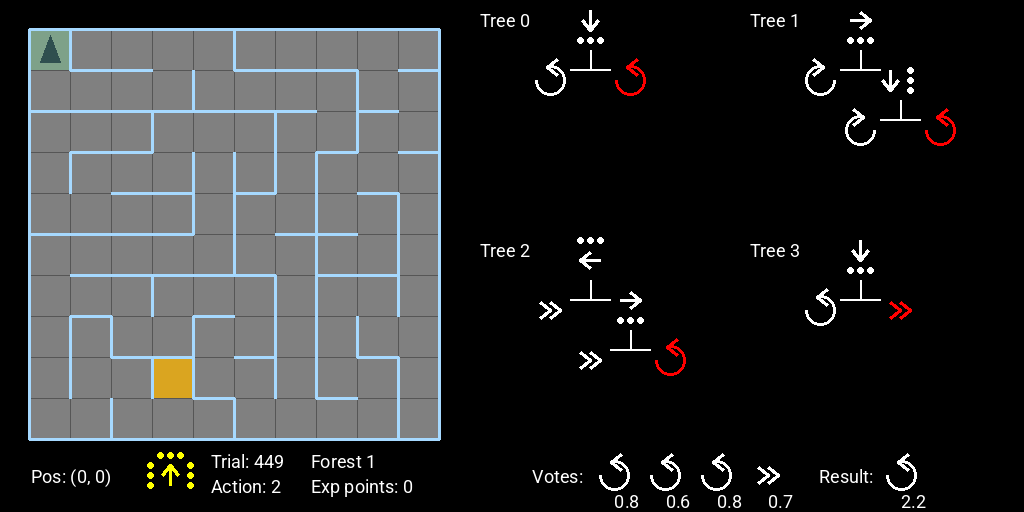 Tree 0
Tree 1
Tree 2
Tree 3
Pos: (0, 0)
Trial: 449
Forest 1
Action: 2
Exp points: 0
Votes:
0.8
0.6
0.8
0.7
Result:
2.2